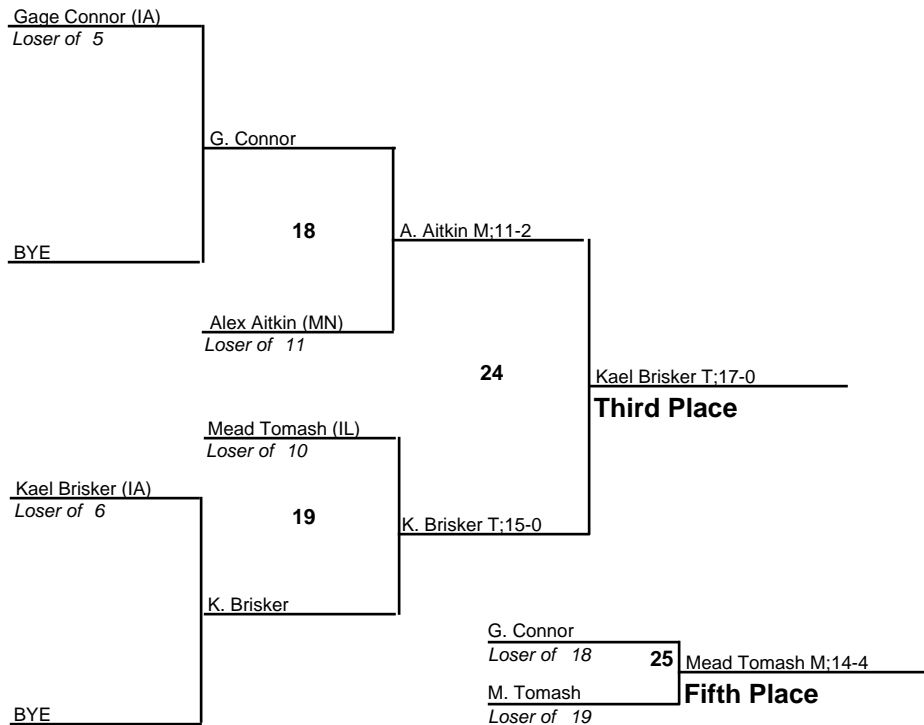 Gage Connor (IA)
Loser of 5
G. Connor
18
A. Aitkin M;11-2
BYE
Alex Aitkin (MN)
Loser of 11
24
Kael Brisker T;17-0
Third Place
Mead Tomash (IL)
Loser of 10
Kael Brisker (IA)
Loser of 6
19
K. Brisker T;15-0
K. Brisker
G. Connor
Loser of 18
25
Mead Tomash M;14-4
Fifth Place
M. Tomash
Loser of 19
BYE